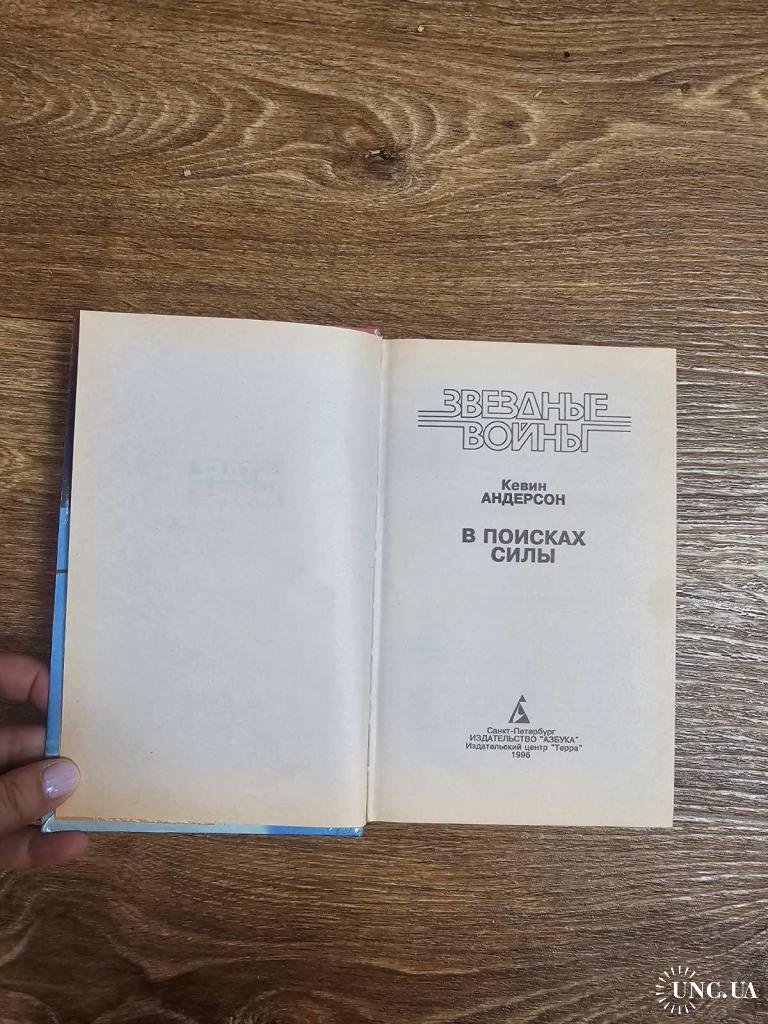 ЗВЕЗДНЫЕ
ВОЙНЫ
Кевин
АНДЕРСОН
В ПОИСКАХ
СИЛЫ
Санкт-Петербург
ИЗДАТЕЛЬСТВО "АЗБУКА"
Издательский центр "Терра"
1996
UNC.UA